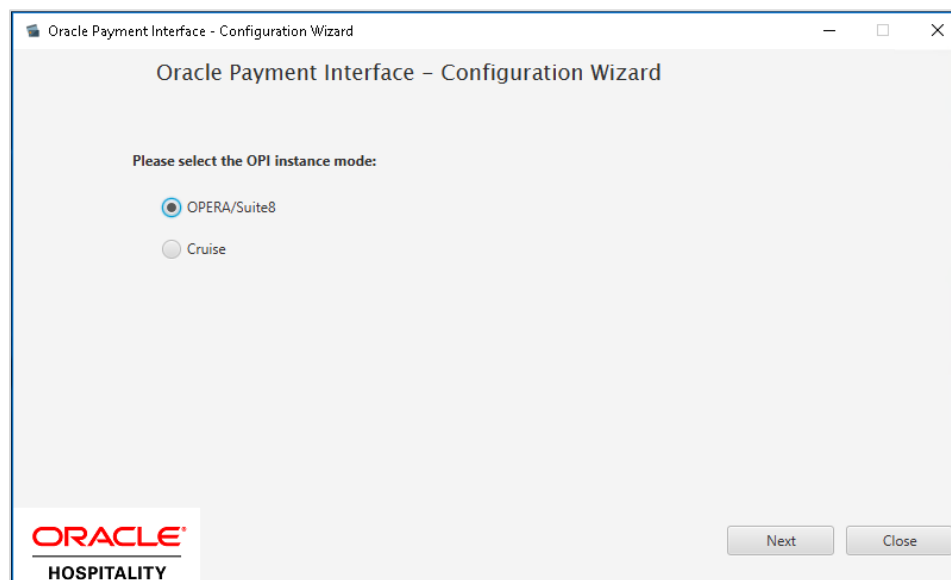 Oracle Payment Interface - Configuration Wizard
Oracle Payment Interface – Configuration Wizard
Please select the OPI instance mode:
OPERA/Suite8
Cruise
ORACLE®
HOSPITALITY
Next
Close